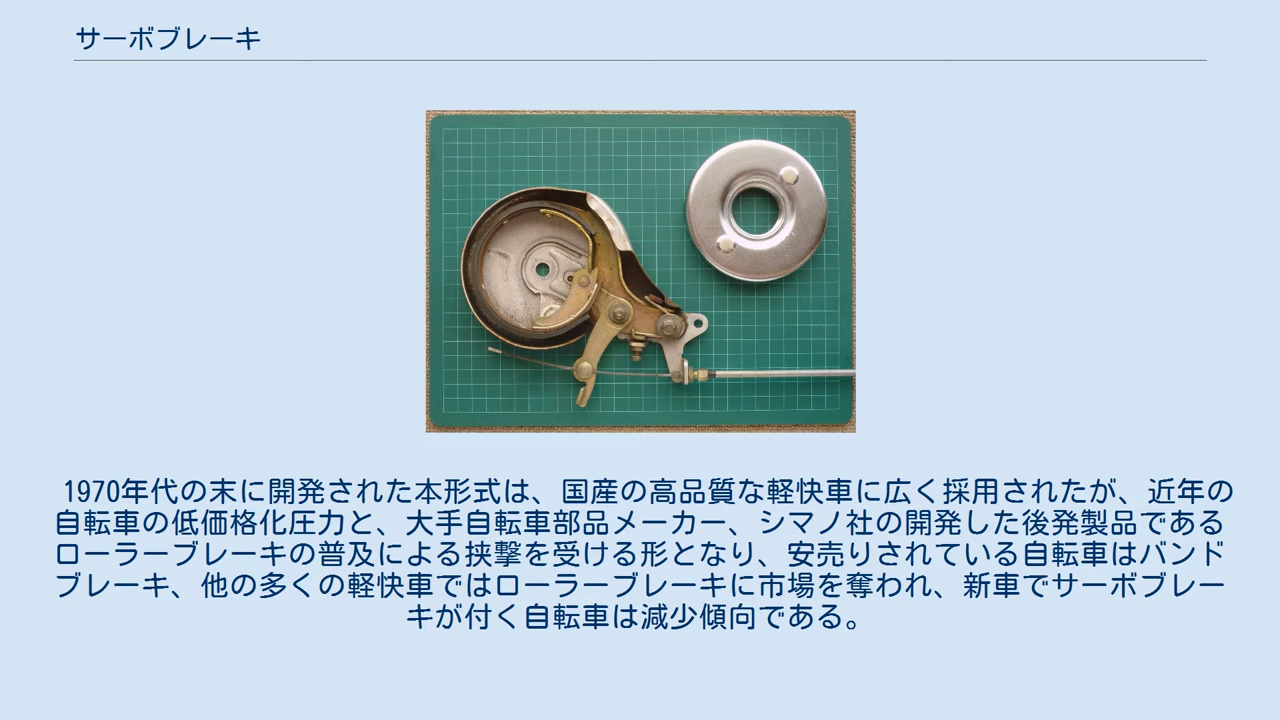 サーボブレーキ
1970年代の末に開発された本形式は、国産の高品質な軽快車に広く採用されたが、近年の
自転車の低価格化圧力と、大手自転車部品メーカー、シマノ社の開発した後発製品である
ローラーブレーキの普及による挟撃を受ける形となり、安売りされている自転車はバンド
ブレーキ、他の多くの軽快車ではローラーブレーキに市場を奪われ、新車でサーボブレー
キが付く自転車は減少傾向である。